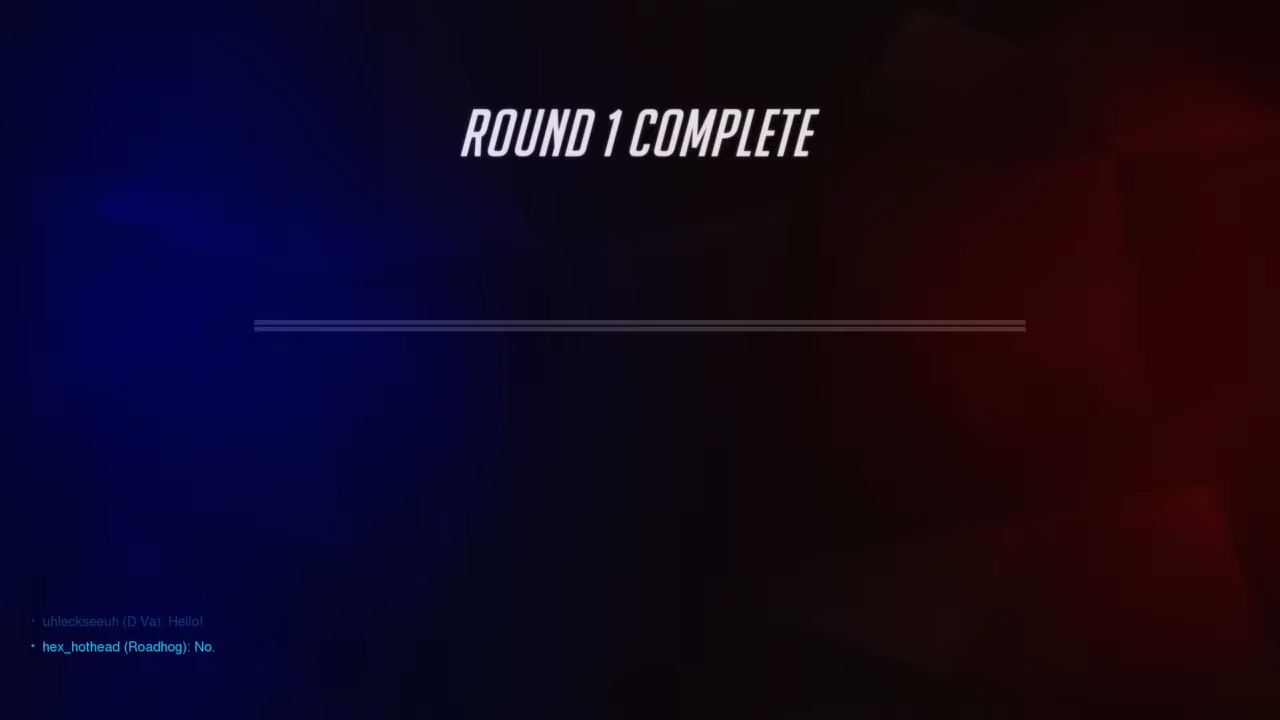 ROUND 1 COMPLETE
• uhleckseeuh (D Va): Hello!
• hex_hothead (Roadhog): No.